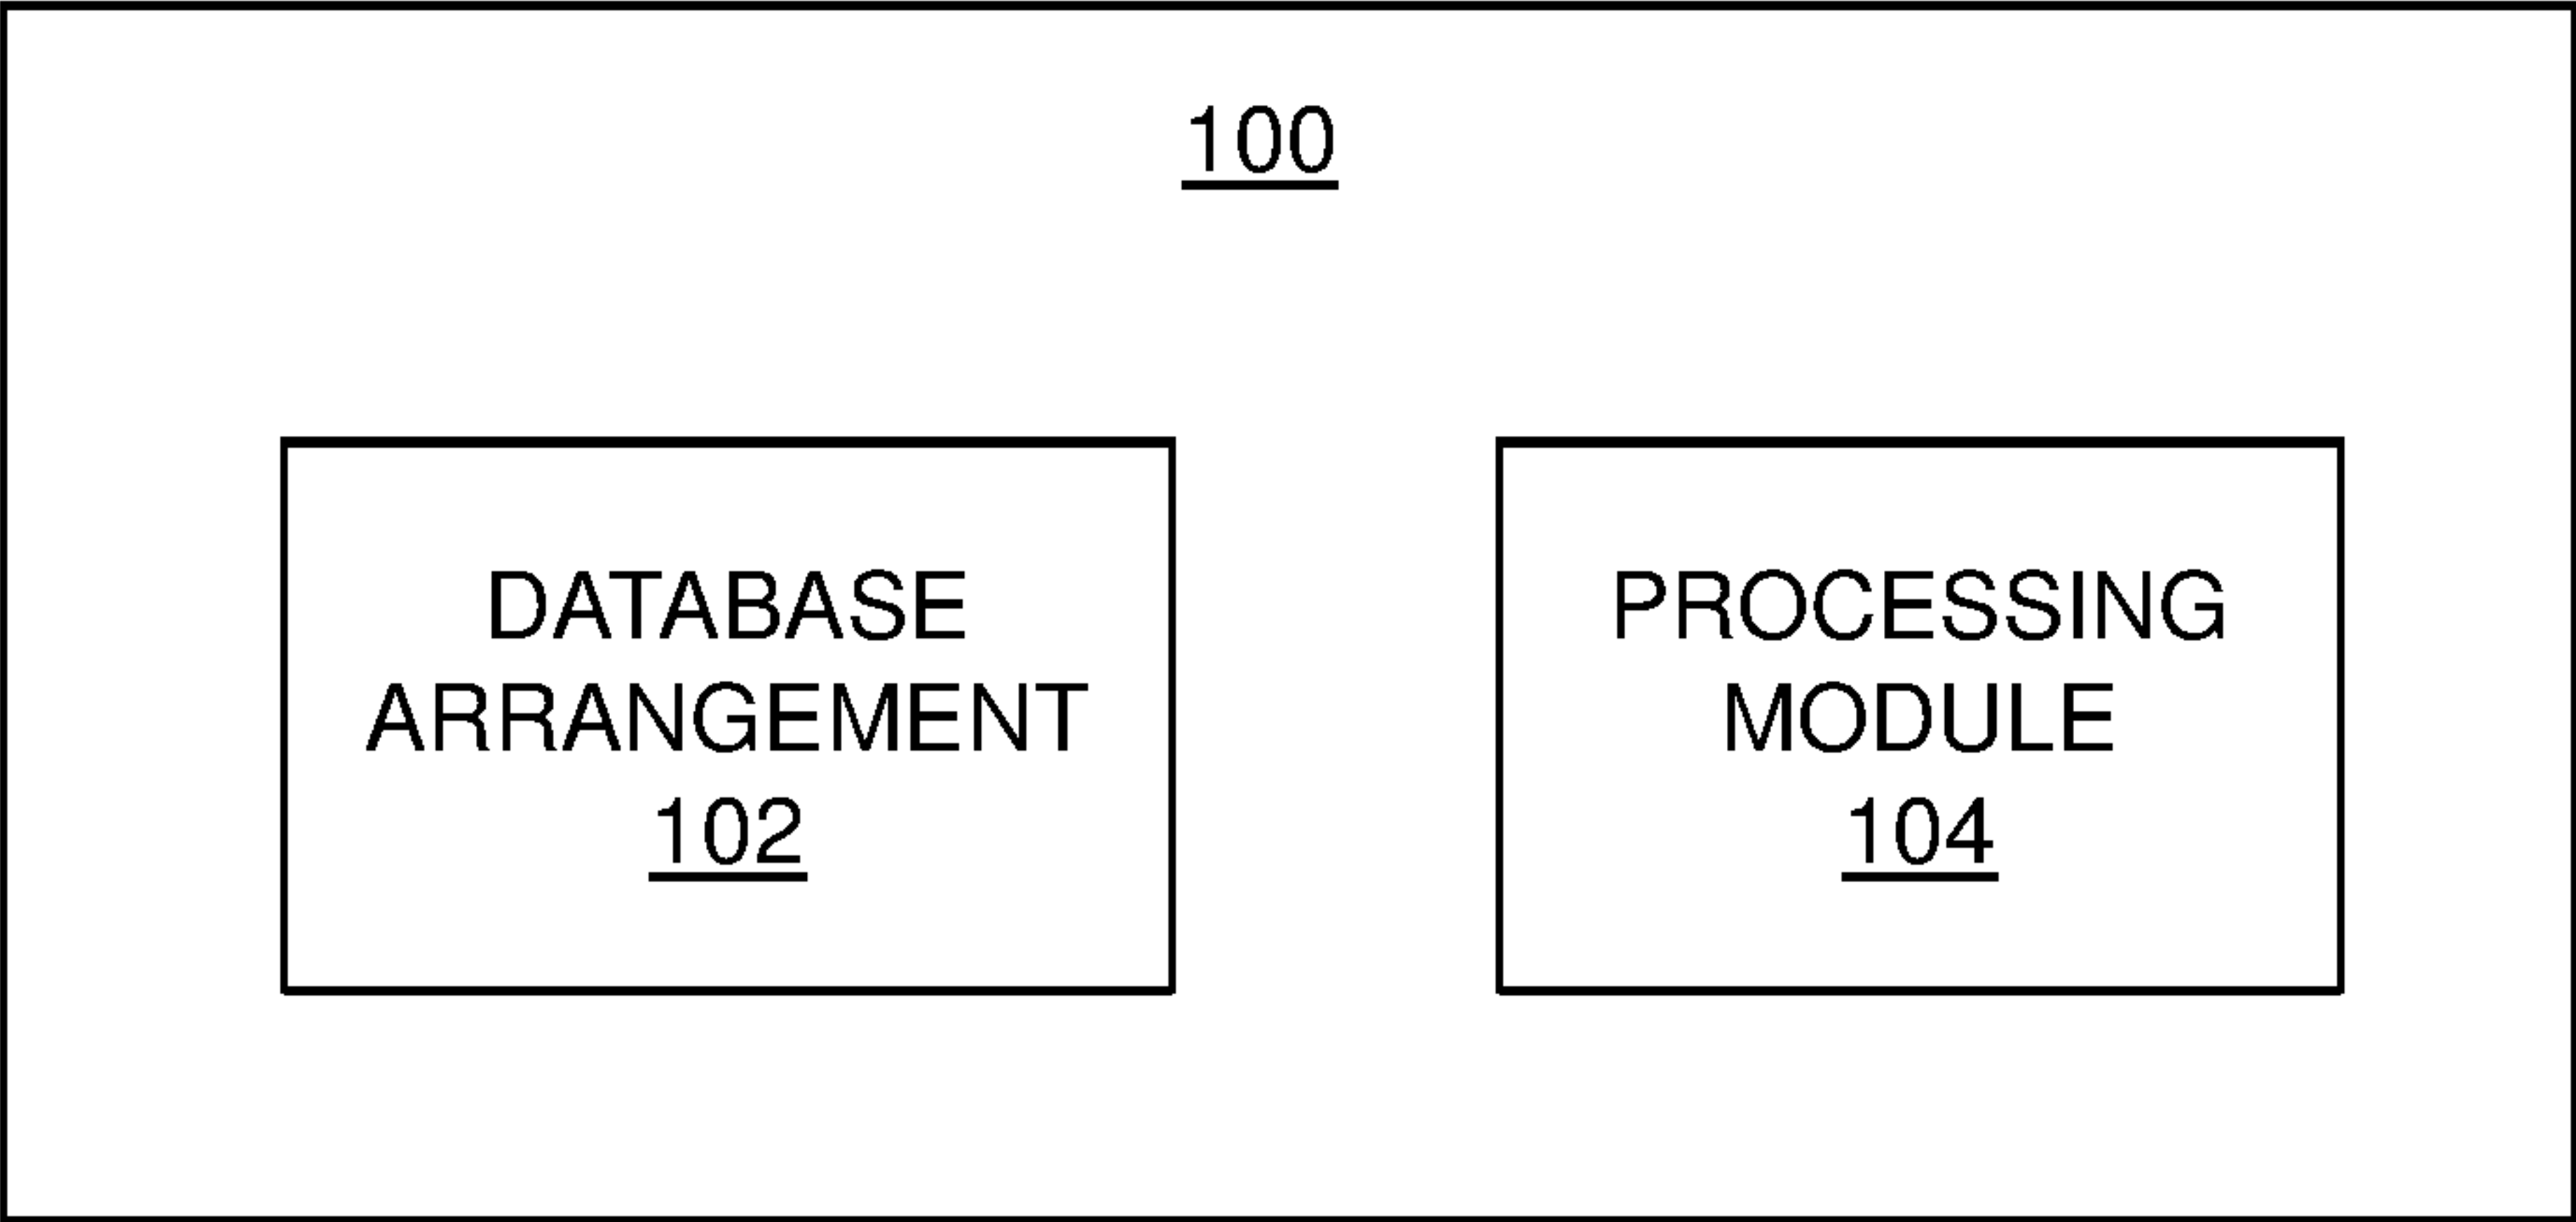 100
DATABASE
ARRANGEMENT
102
PROCESSING
MODULE
104